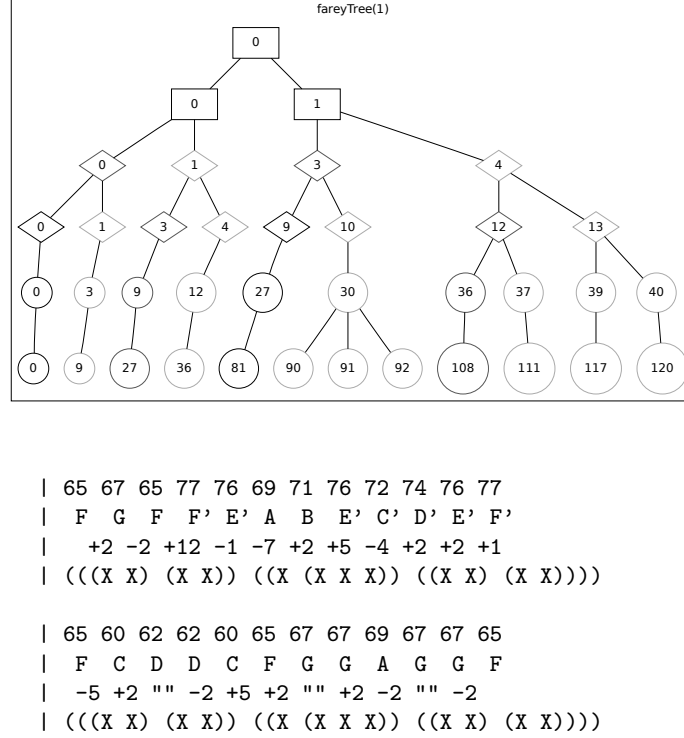 fareyTree(1)
0
0 1
0 1 3 4
0 1 3 4 9 10 12 13
0 3 9 12 27 30 36 37 39 40
0 9 27 36 81 90 91 92 108 111 117 120
| 65 67 65 77 76 69 71 76 72 74 76 77
| F G F F’ E’ A B E’ C’ D’ E’ F’
| +2 −2 +12 −1 −7 +2 +5 −4 +2 +2 +1
| (((X X) (X X)) ((X (X X X)) ((X X) (X X))))
| 65 60 62 62 60 65 67 67 69 67 67 65
| F C D D C F G G A G G F
| −5 +2 "" −2 +5 +2 "" +2 −2 "" −2
| (((X X) (X X)) ((X (X X X)) ((X X) (X X))))